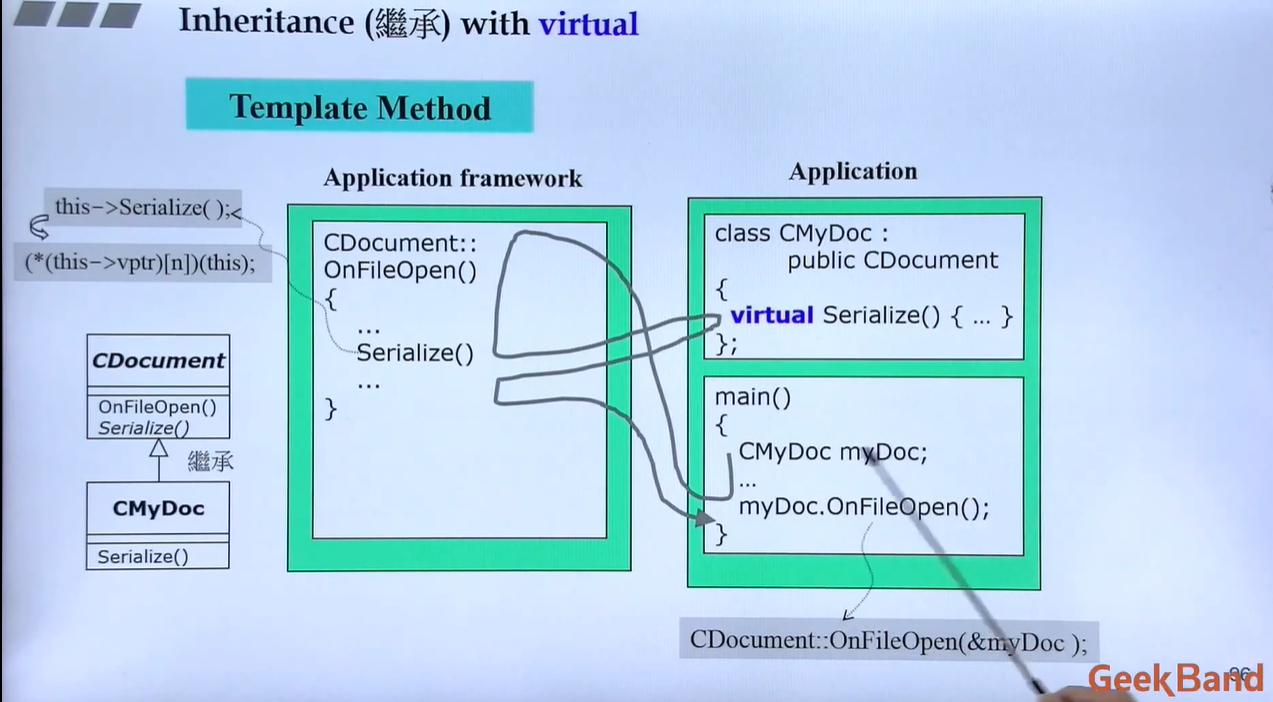 Inheritance (繼承) with virtual
Template Method
Application framework
Application
this->Serialize( );
(*(this->vptr)[n])(this);
CDocument::
OnFileOpen()
{
...
Serialize()
...
}
class CMyDoc :
public CDocument
{
virtual Serialize() { ... }
};
main()
{
CMyDoc myDoc;
...
myDoc.OnFileOpen();
}
CDocument
OnFileOpen()
Serialize()
繼承
CMyDoc
Serialize()
CDocument::OnFileOpen(&myDoc );
GeekBand